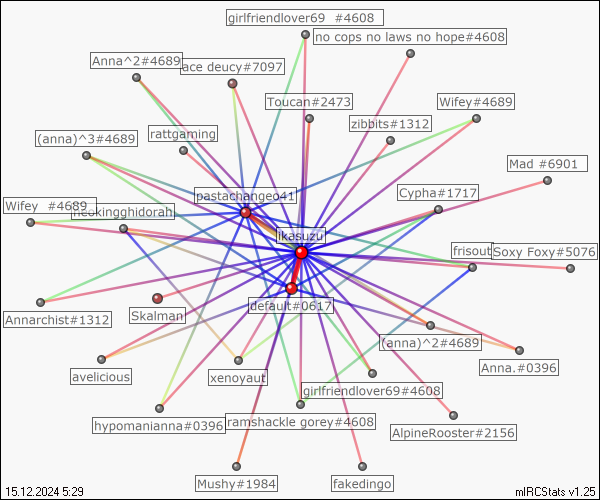 girlfriendlover69 #4608
no cops no laws no hope#4608
Anna^2#4689
ace deucy#7097
Toucan#2473
Wifey#4689
zibbits#1312
(anna)^3#4689
rattgaming
Mad #6901
pastachangeo41
Cypha#1717
Wifey #4689
neokingghidorah
ikasuzu
frisout
Soxy Foxy#5076
default#0617
Annarchist#1312
Skalman
(anna)^2#4689
Anna.#0396
avelicious
xenoyaut
girlfriendlover69#4608
hypomanianna#0396
ramshackle gorey#4608
AlpineRooster#2156
Mushy#1984
fakedingo
15.12.2024 5:29
mIRCStats v1.25